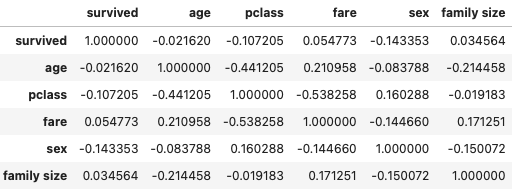 survived age pclass fare sex family size
survived 1.000000 -0.021620 -0.107205 0.054773 -0.143353 0.034564
age -0.021620 1.000000 -0.441205 0.210958 -0.083788 -0.214458
pclass -0.107205 -0.441205 1.000000 -0.538258 0.160288 -0.019183
fare 0.054773 0.210958 -0.538258 1.000000 -0.144660 0.171251
sex -0.143353 -0.083788 0.160288 -0.144660 1.000000 -0.150072
family size 0.034564 -0.214458 -0.019183 0.171251 -0.150072 1.000000